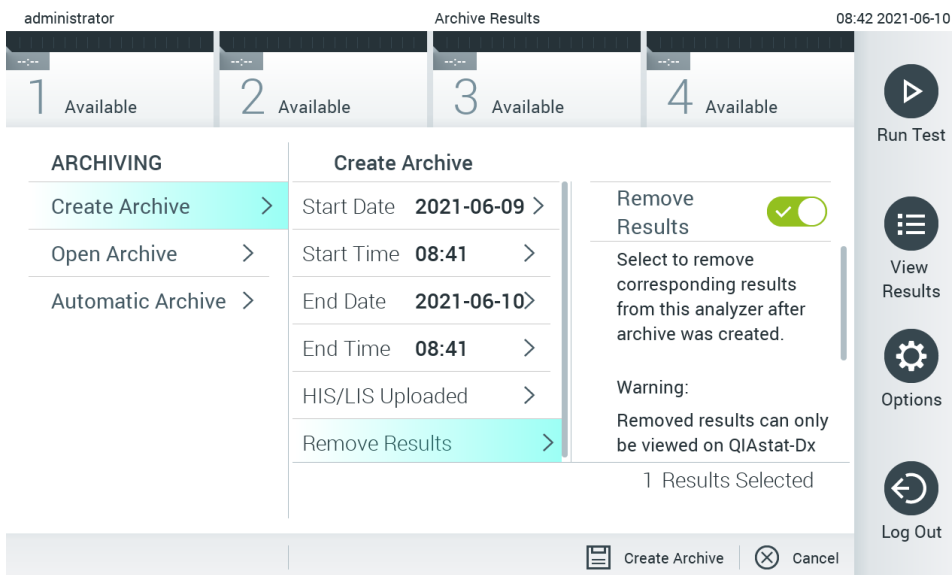 administrator Archive Results 08:42 2021-06-10
--:-- --:-- --:-- --:--
1 Available 2 Available 3 Available 4 Available
Run Test
ARCHIVING
Create Archive
Open Archive
Automatic Archive
Create Archive
Start Date 2021-06-09
Start Time 08:41
End Date 2021-06-10
End Time 08:41
HIS/LIS Uploaded
Remove Results
Remove
Results
Select to remove
corresponding results
from this analyzer after
archive was created.
Warning:
Removed results can only
be viewed on QIAstat-Dx
1 Results Selected
View
Results
Options
Log Out
Create Archive Cancel